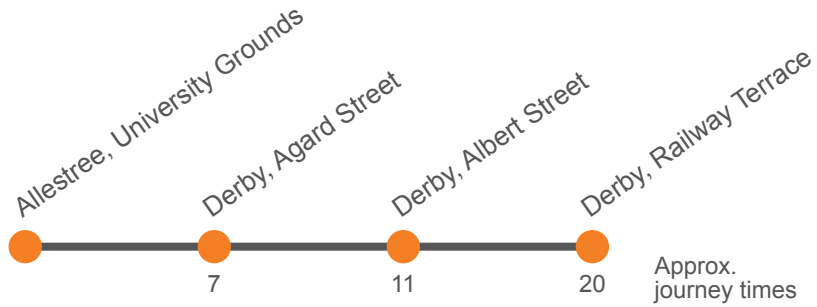 Allestree, University Grounds
Derby, Agard Street
Derby, Albert Street
Derby, Railway Terrace
7
11
20
Approx.
journey times